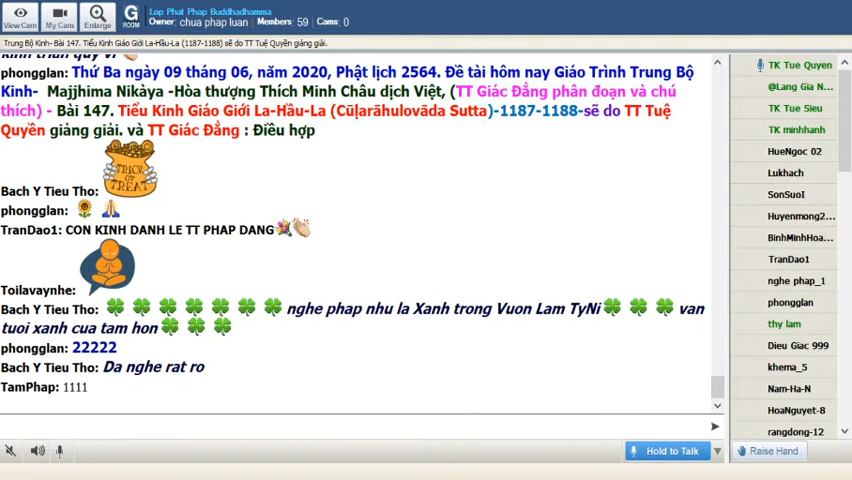 Lop Phat Phap Buddhadhamma
Owner: chua phap luan Members: 59 Cams: 0
View Cam My Cam Enlarge G ROOM
Trung Bộ Kinh- Bài 147. Tiểu Kinh Giáo Giới La-Hầu-La (1187-1188) sẽ do TT Tuệ Quyền giảng giải.
kính thân quý vị
phongglan: Thứ Ba ngày 09 tháng 06, năm 2020, Phật lịch 2564. Đề tài hôm nay Giáo Trình Trung Bộ
Kinh- Majjhima Nikàya -Hòa thượng Thích Minh Châu dịch Việt, (TT Giác Đẳng phân đoạn và chú
thích) - Bài 147. Tiểu Kinh Giáo Giới La-Hầu-La (Cūḷarāhulovāda Sutta)-1187-1188-sẽ do TT Tuệ
Quyền giảng giải. và TT Giác Đẳng : Điều hợp
TRICK OT TREAT
Bach Y Tieu Tho:
phongglan:
TranDao1: CON KINH DANH LE TT PHAP DANG
Toilavaynhe:
Bach Y Tieu Tho: nghe phap nhu la Xanh trong Vuon Lam TyNi van
tuoi xanh cua tam hon
phongglan: 22222
Bach Y Tieu Tho: Da nghe rat ro
TamPhap: 1111
TK Tue Quyen
@Lang Gia N...
TK Tue Sieu
TK minhhanh
HueNgoc 02
Lukhach
SonSuoI
Huyenmong2...
BinhMinhHoa...
TranDao1
nghe phap_1
phongglan
thy lam
Dieu Giac 999
khema_5
Nam-Ha-N
HoaNguyet-8
rangdong-12
Hold to Talk
Raise Hand